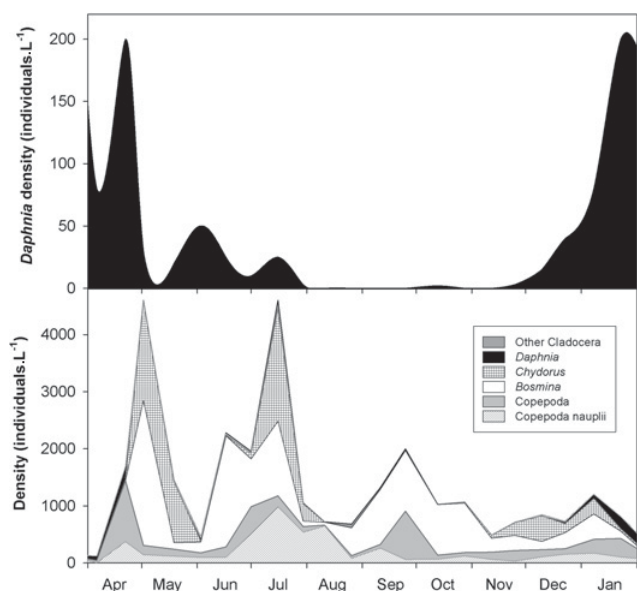 Daphnia density (individuals.L-1)
200
150
100
50
0
Density (individuals.L-1)
4000
3000
2000
1000
0
Other Cladocera
Daphnia
Chydorus
Bosmina
Copepoda
Copepoda nauplii
Apr May Jun Jul Aug Sep Oct Nov Dec Jan